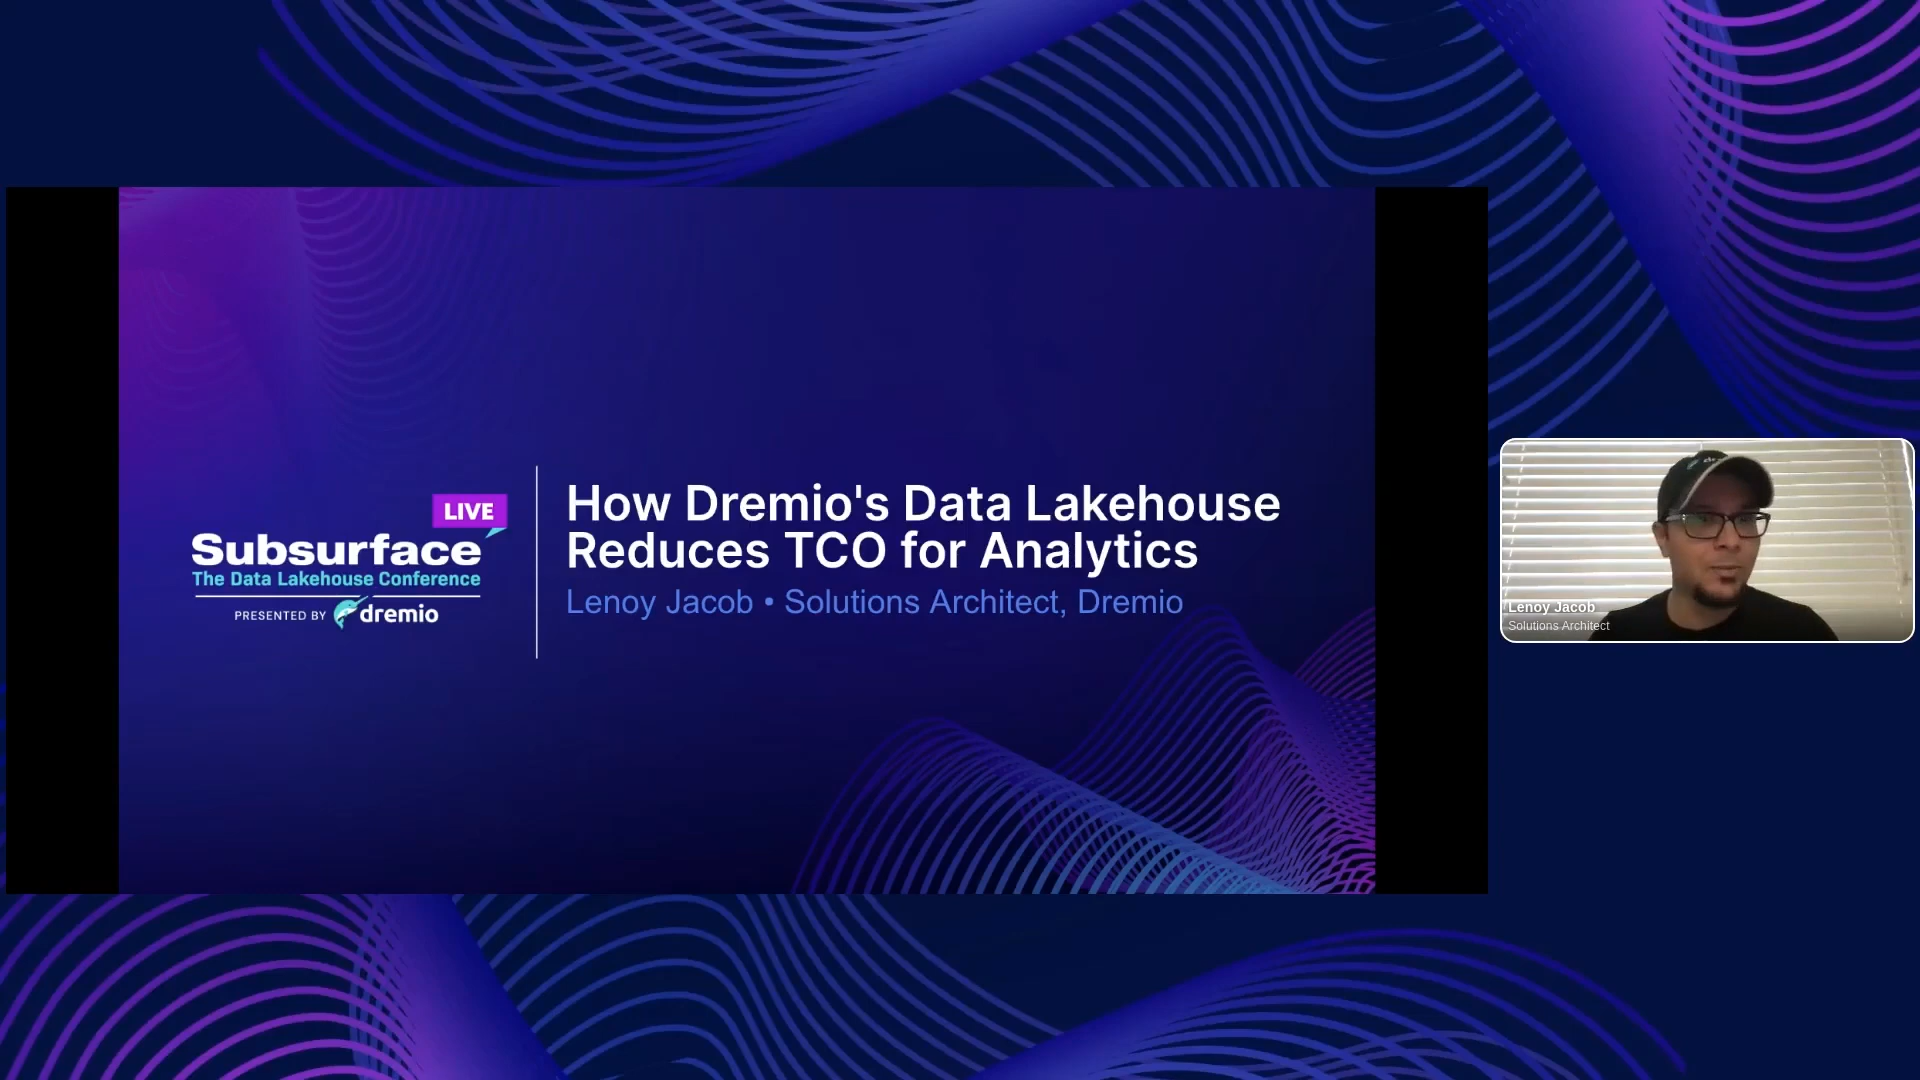 LIVE
Subsurface
The Data Lakehouse Conference
PRESENTED BY dremio
How Dremio's Data Lakehouse
Reduces TCO for Analytics
Lenoy Jacob • Solutions Architect, Dremio
Lenoy Jacob
Solutions Architect